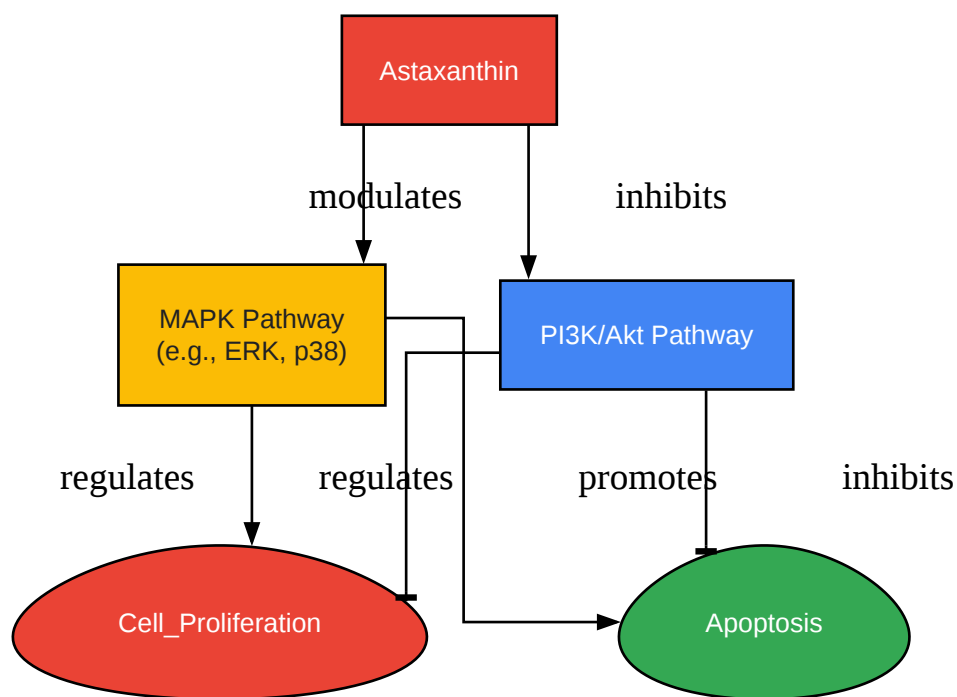 Astaxanthin
modulates
inhibits
MAPK Pathway
(e.g., ERK, p38)
PI3K/Akt Pathway
regulates
regulates
promotes
inhibits
Cell_Proliferation
Apoptosis